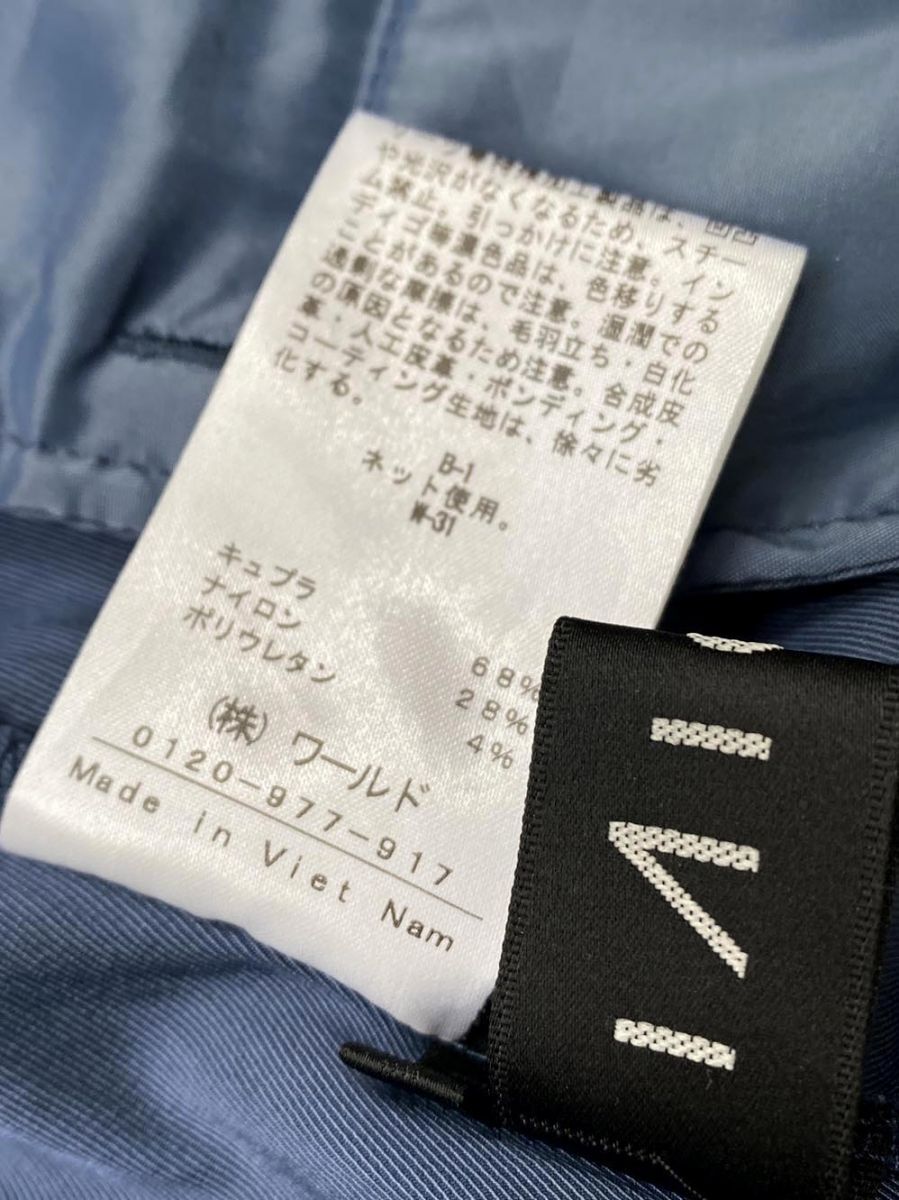 や光沢がなくなるため、スチー
ム禁止。引っかけに注意。イン
ディゴ等濃色品は、色移りする
ことがあるので注意。湿潤での
過剰な摩擦は、毛羽立ち・白化
の原因となるため注意。合成皮
革・人工皮革・ボンディング・
コーディング生地は、徐々に劣
化する。
B-1
ネット使用。
W-31
キュプラ 68%
ナイロン 28%
ポリウレタン 4%
(株) ワールド
0120-977-917
Made in Viet Nam